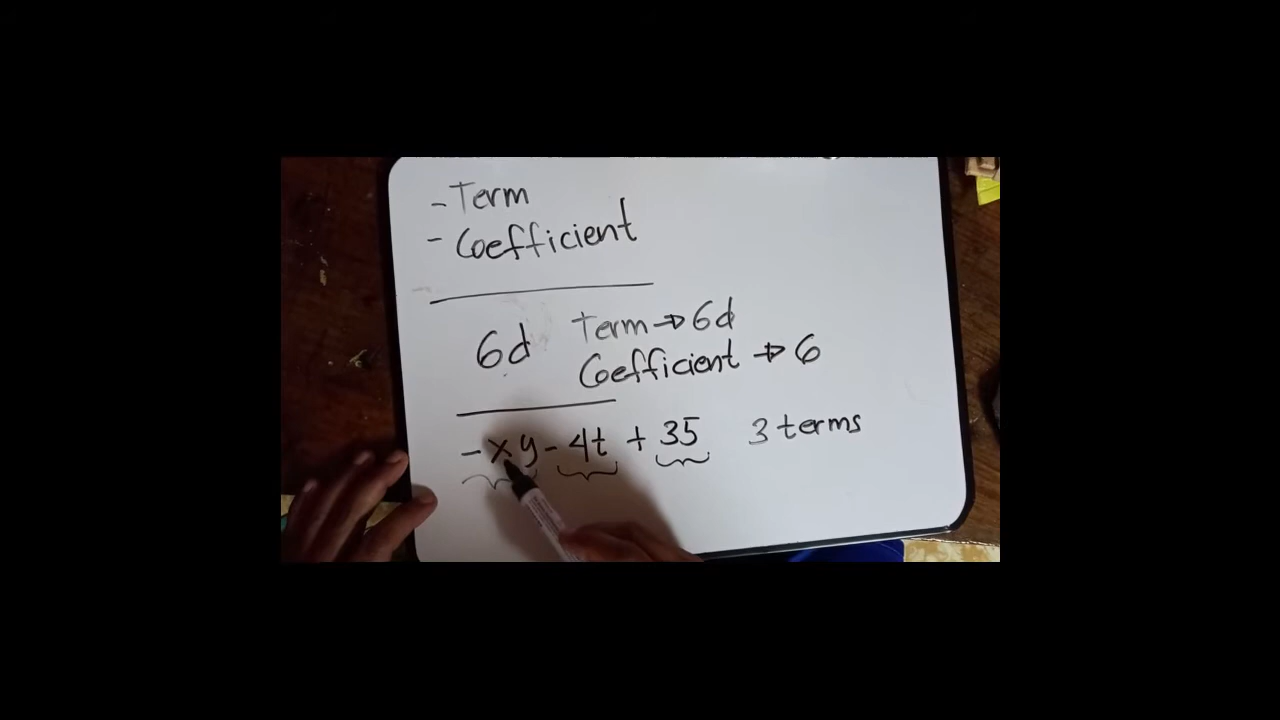 - Term
- Coefficient
6d
Term → 6d
Coefficient → 6
-xy - 4t + 35 3 terms